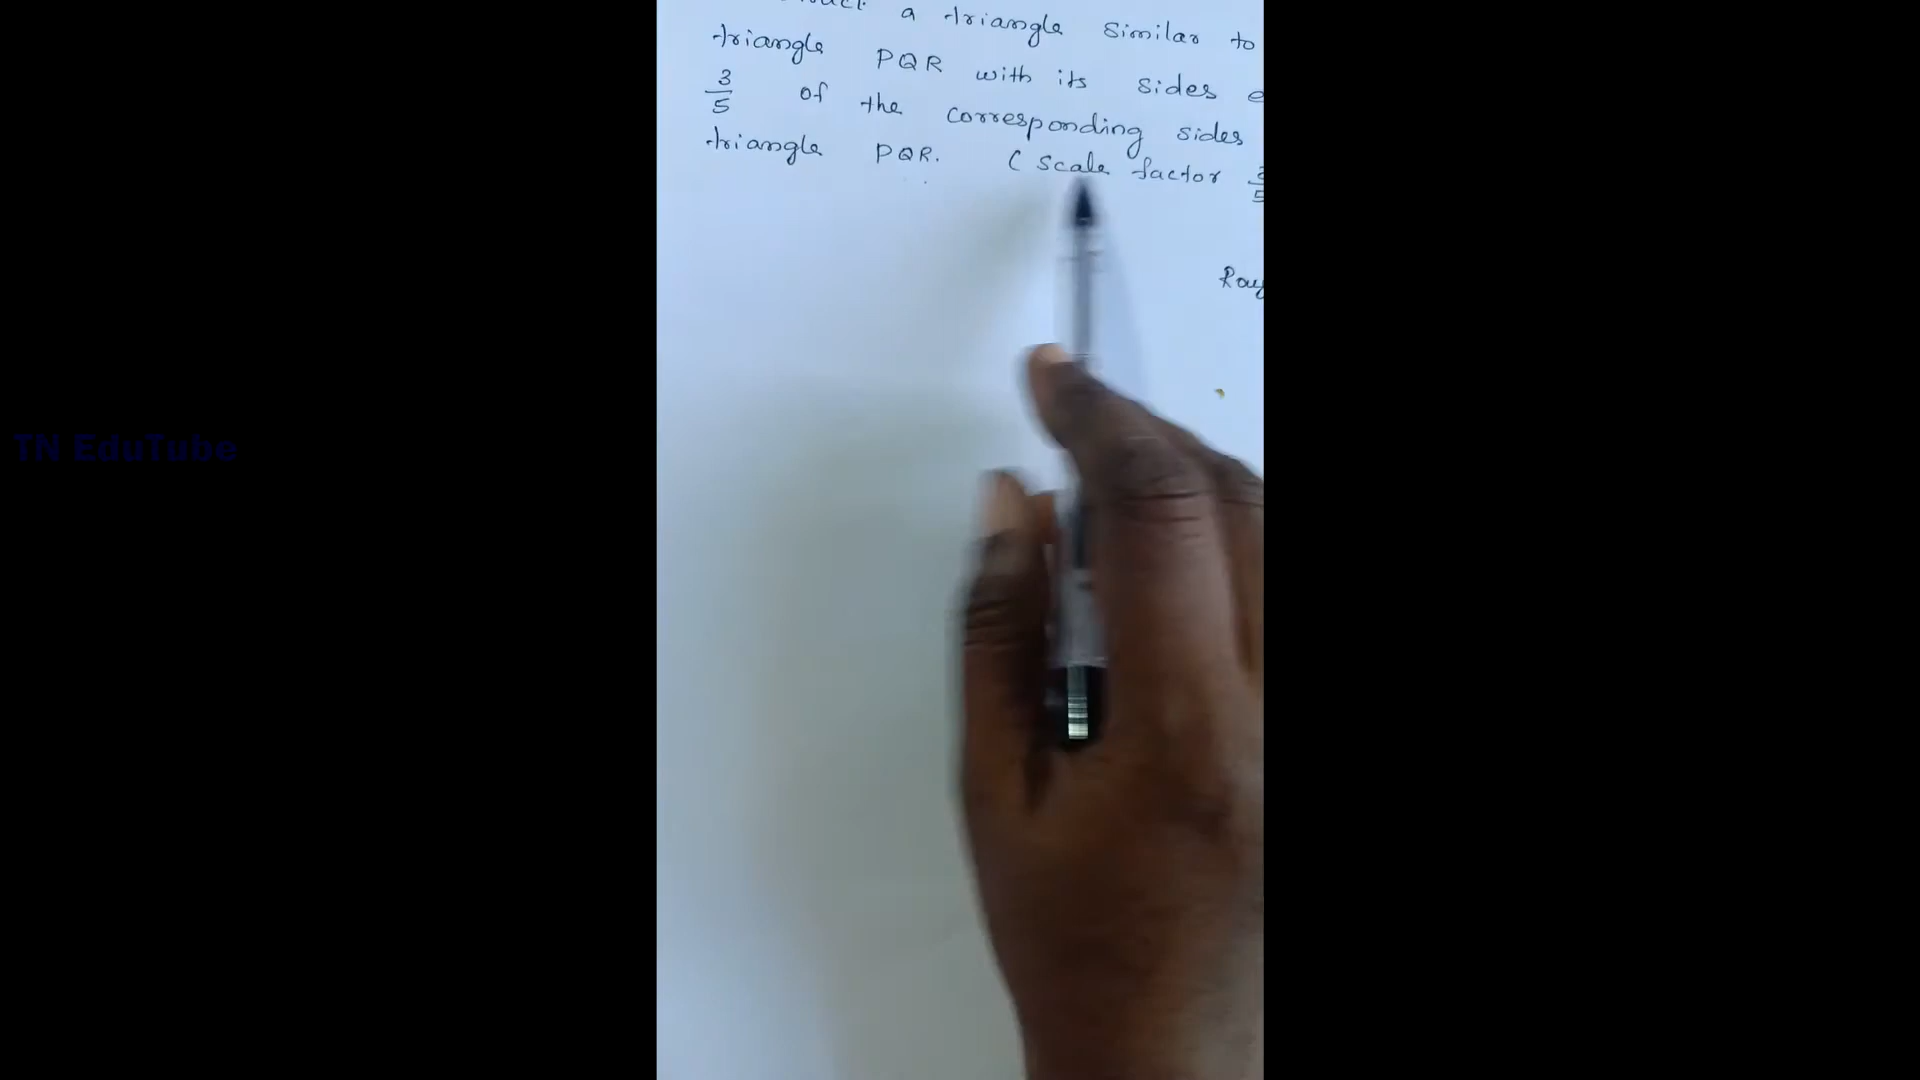 a triangle similar to
triangle PQR with its sides
3/5 of the corresponding sides
triangle PQR. (scale factor
TN EduTube